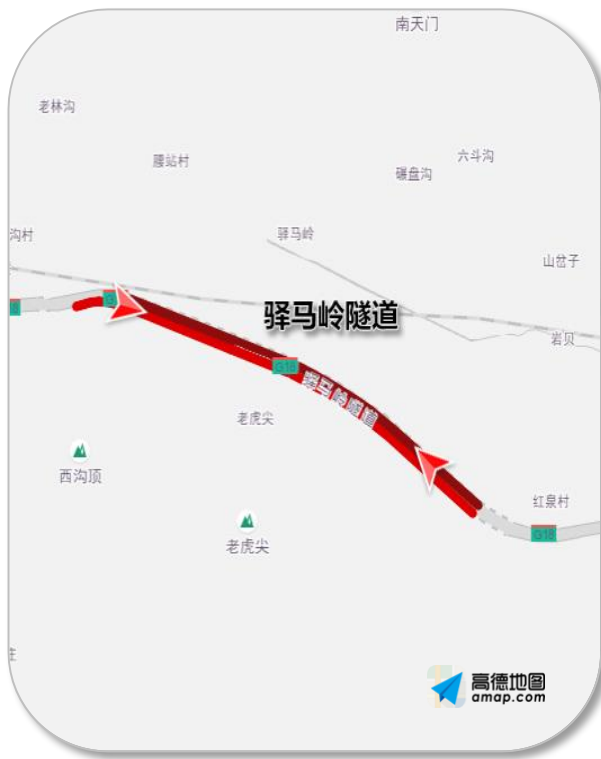 南天门
老林沟
六斗沟
腰站村
碾盘沟
沟村
驿马岭
山岔子
驿马岭隧道
岩贝
G18
驿马岭隧道
老虎尖
西沟顶
红泉村
G18
老虎尖
庄
高德地图
amap.com